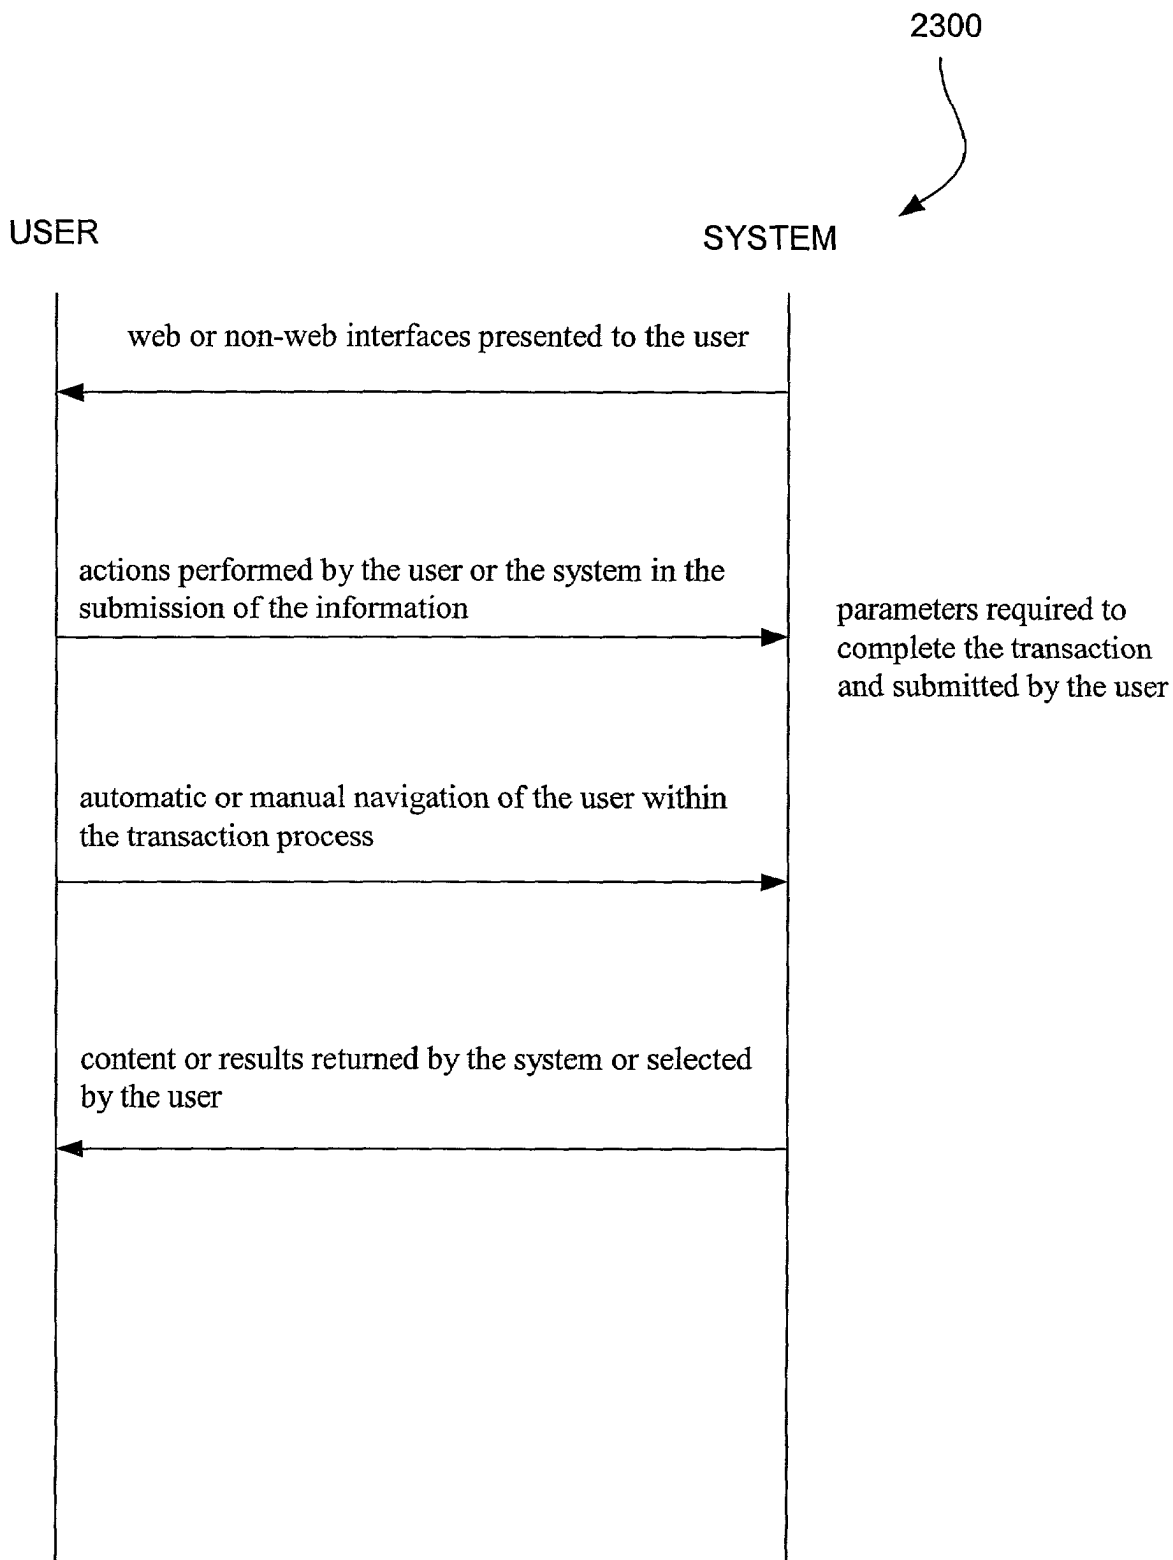 2300
USER
SYSTEM
web or non-web interfaces presented to the user
actions performed by the user or the system in the
submission of the information
parameters required to
complete the transaction
and submitted by the user
automatic or manual navigation of the user within
the transaction process
content or results returned by the system or selected
by the user